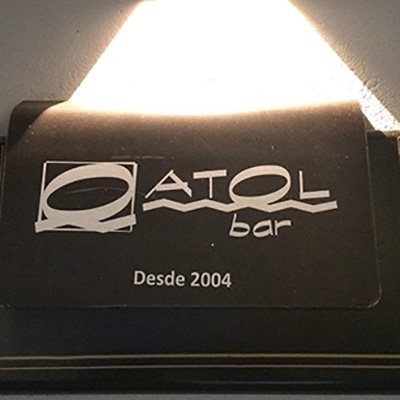 ATOL
bar
Desde 2004